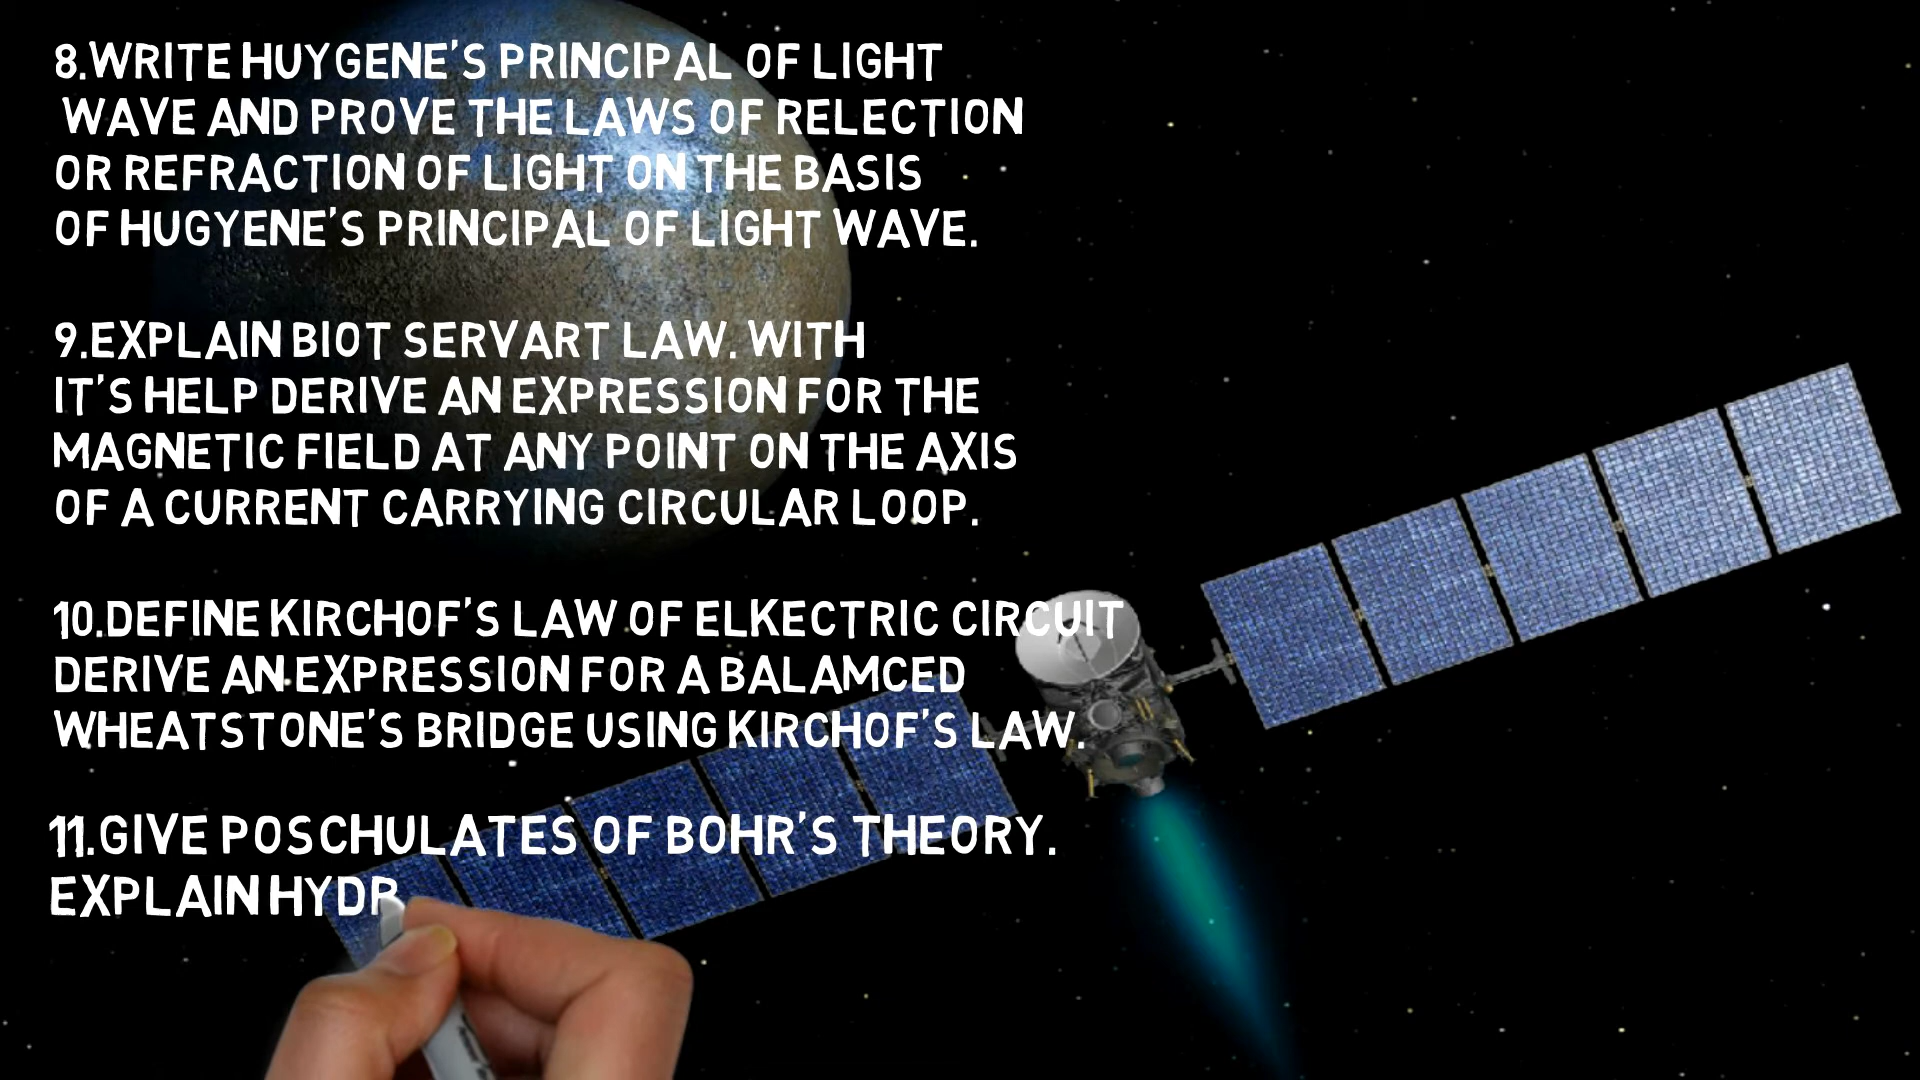 8.WRITE HUYGENE'S PRINCIPAL OF LIGHT
WAVE AND PROVE THE LAWS OF RELECTION
OR REFRACTION OF LIGHT ON THE BASIS
OF HUGYENE'S PRINCIPAL OF LIGHT WAVE.
9.EXPLAIN BIOT SERVART LAW. WITH
IT'S HELP DERIVE AN EXPRESSION FOR THE
MAGNETIC FIELD AT ANY POINT ON THE AXIS
OF A CURRENT CARRYING CIRCULAR LOOP.
10.DEFINE KIRCHOF'S LAW OF ELKECTRIC CIRCUIT
DERIVE AN EXPRESSION FOR A BALAMCED
WHEATSTONE'S BRIDGE USING KIRCHOF'S LAW.
11.GIVE POSCHULATES OF BOHR'S THEORY.
EXPLAIN HYDR